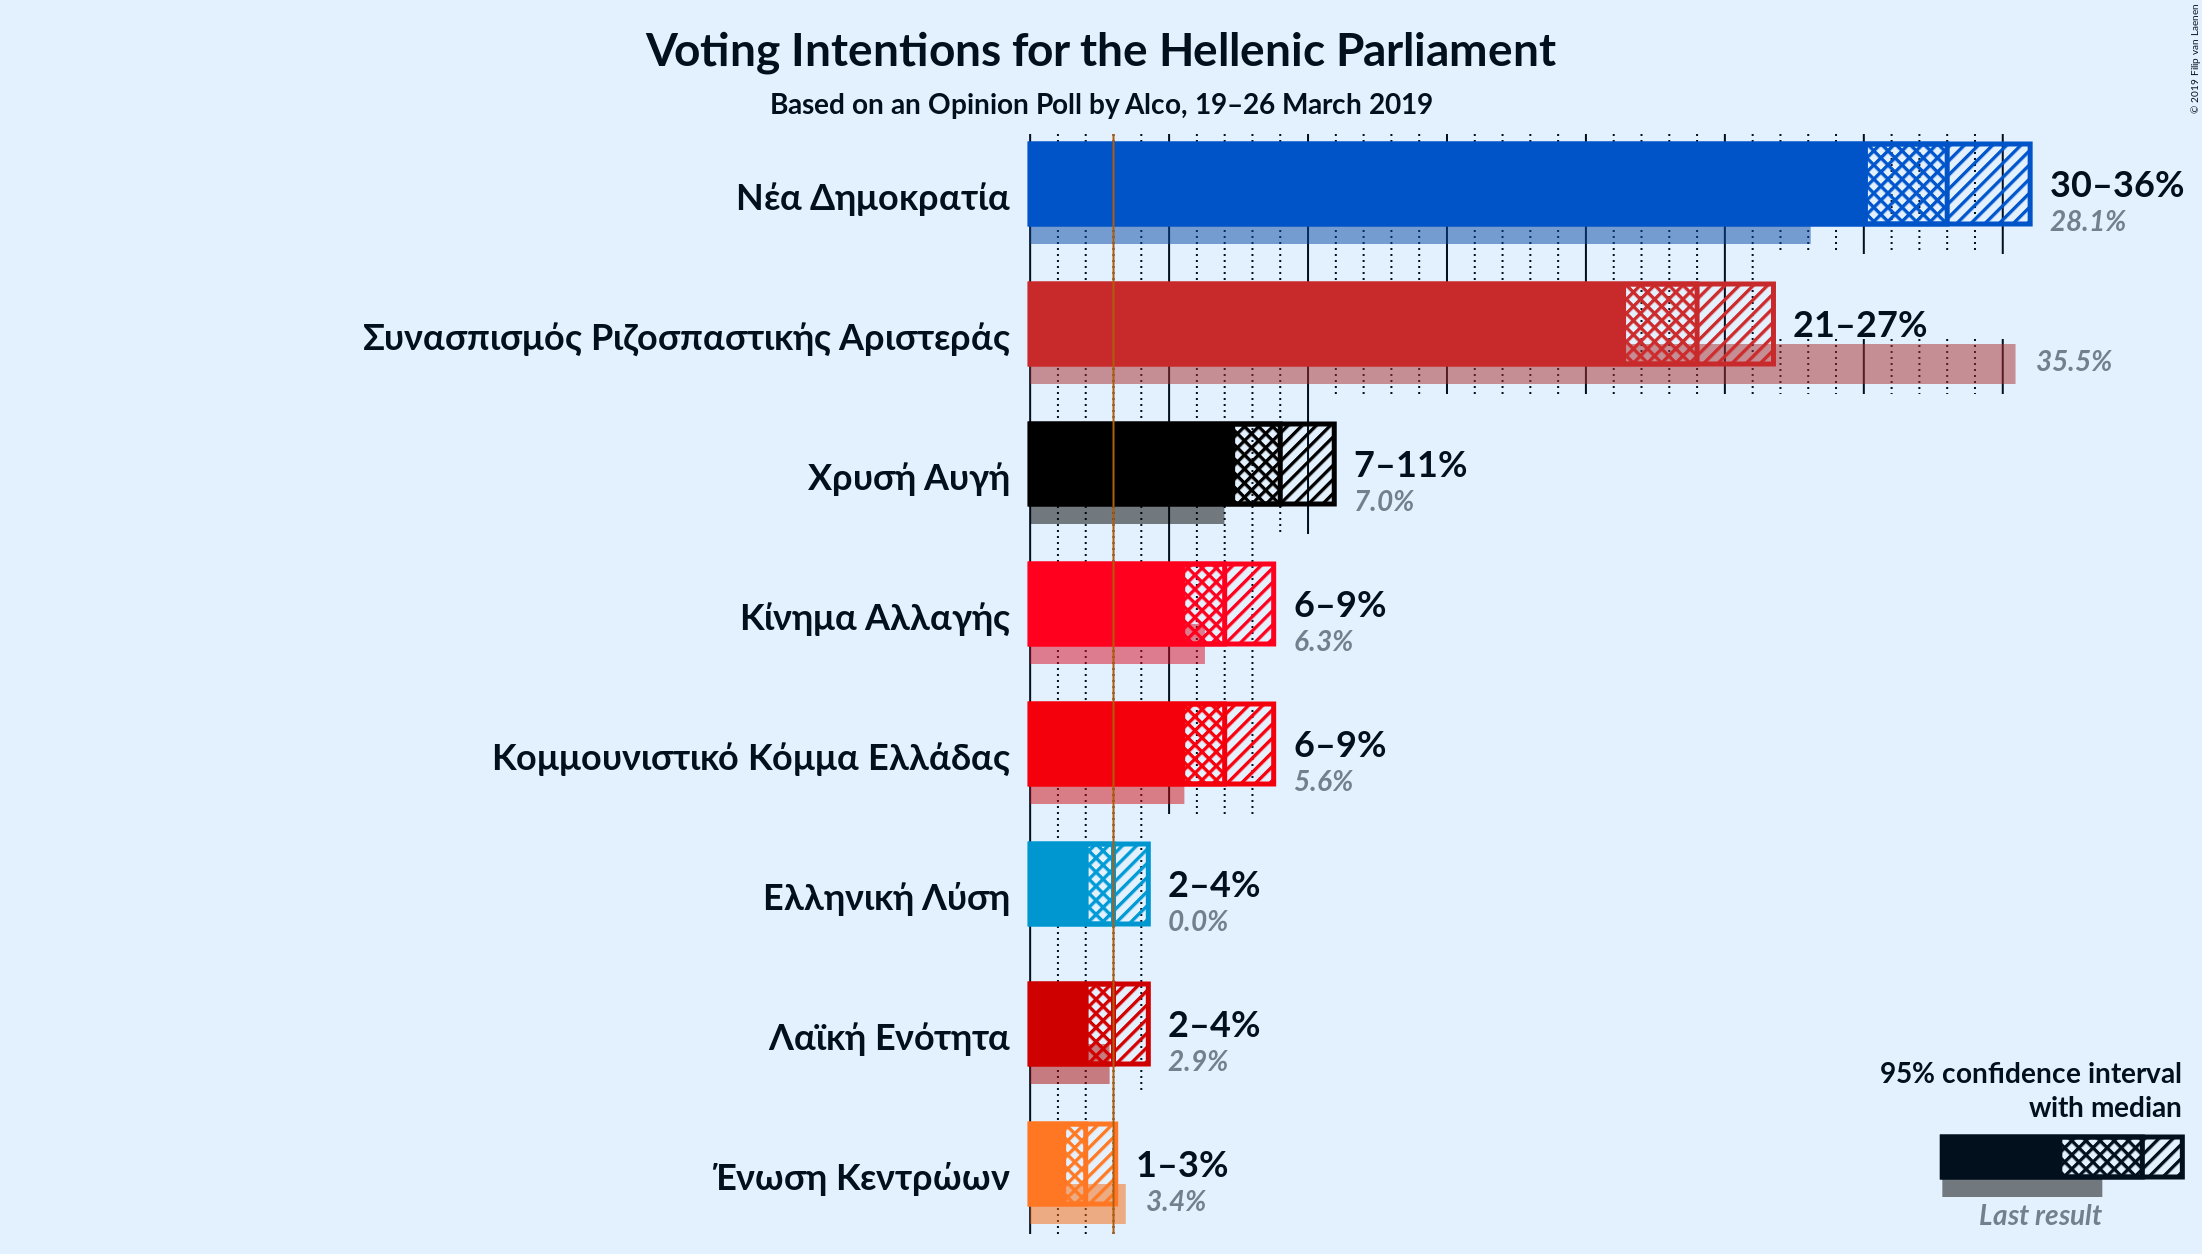 Voting Intentions for the Hellenic Parliament
Based on an Opinion Poll by Alco, 19–26 March 2019
© 2019 Filip van Laenen
Νέα Δημοκρατία
30–36%
28.1%
Συνασπισμός Ριζοσπαστικής Αριστεράς
21–27%
35.5%
Χρυσή Αυγή
7–11%
7.0%
Κίνημα Αλλαγής
6–9%
6.3%
Κομμουνιστικό Κόμμα Ελλάδας
6–9%
5.6%
Ελληνική Λύση
2–4%
0.0%
Λαϊκή Ενότητα
2–4%
2.9%
Ένωση Κεντρώων
1–3%
3.4%
95% confidence interval
with median
Last result